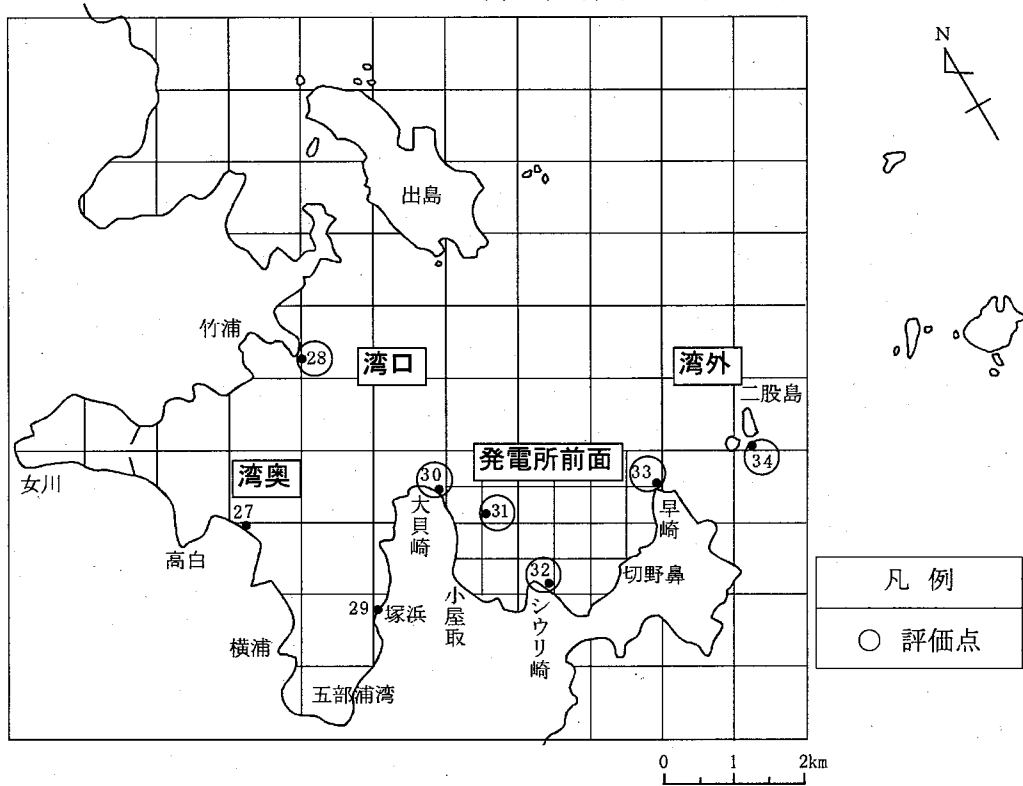 N
出島
竹浦
28
湾口
湾外
二股島
34
発電所前面
33
30
31
早崎
大貝崎
女川
湾奥
27
高白
32
切野鼻
小屋取
シウリ崎
29
塚浜
横浦
五部浦湾
凡例
○ 評価点
0 1 2km